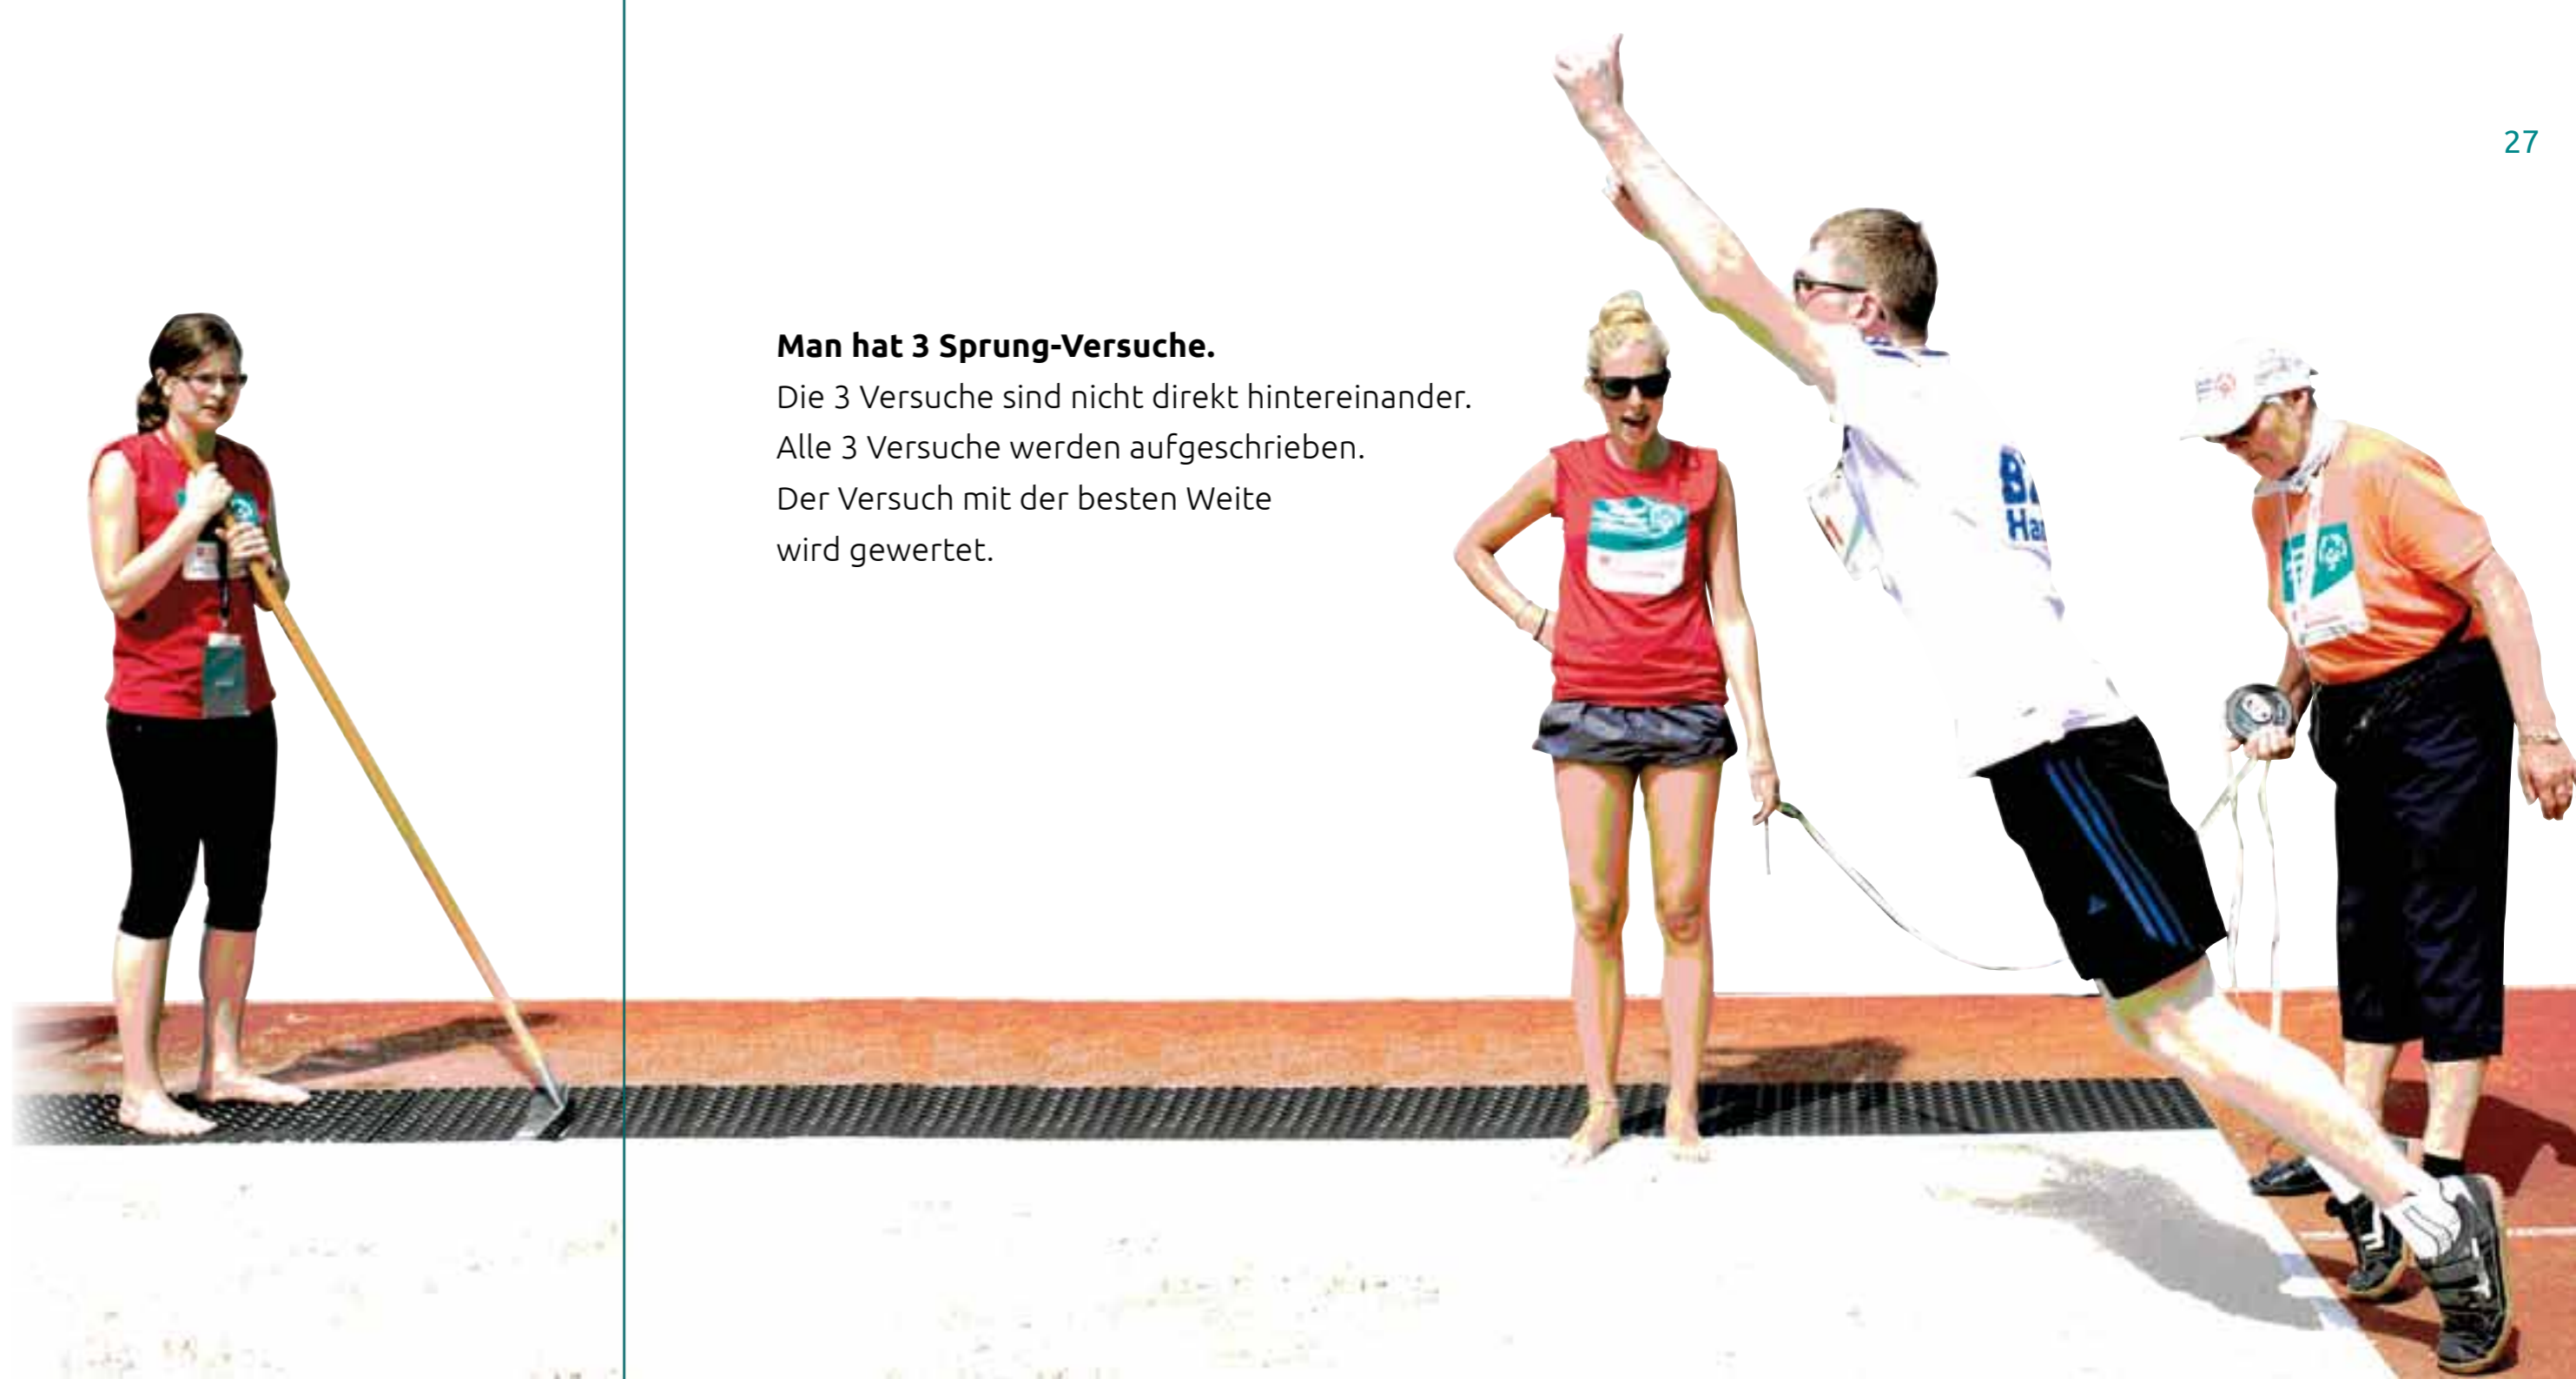 27
Man hat 3 Sprung-Versuche.
Die 3 Versuche sind nicht direkt hintereinander.
Alle 3 Versuche werden aufgeschrieben.
Der Versuch mit der besten Weite
wird gewertet.